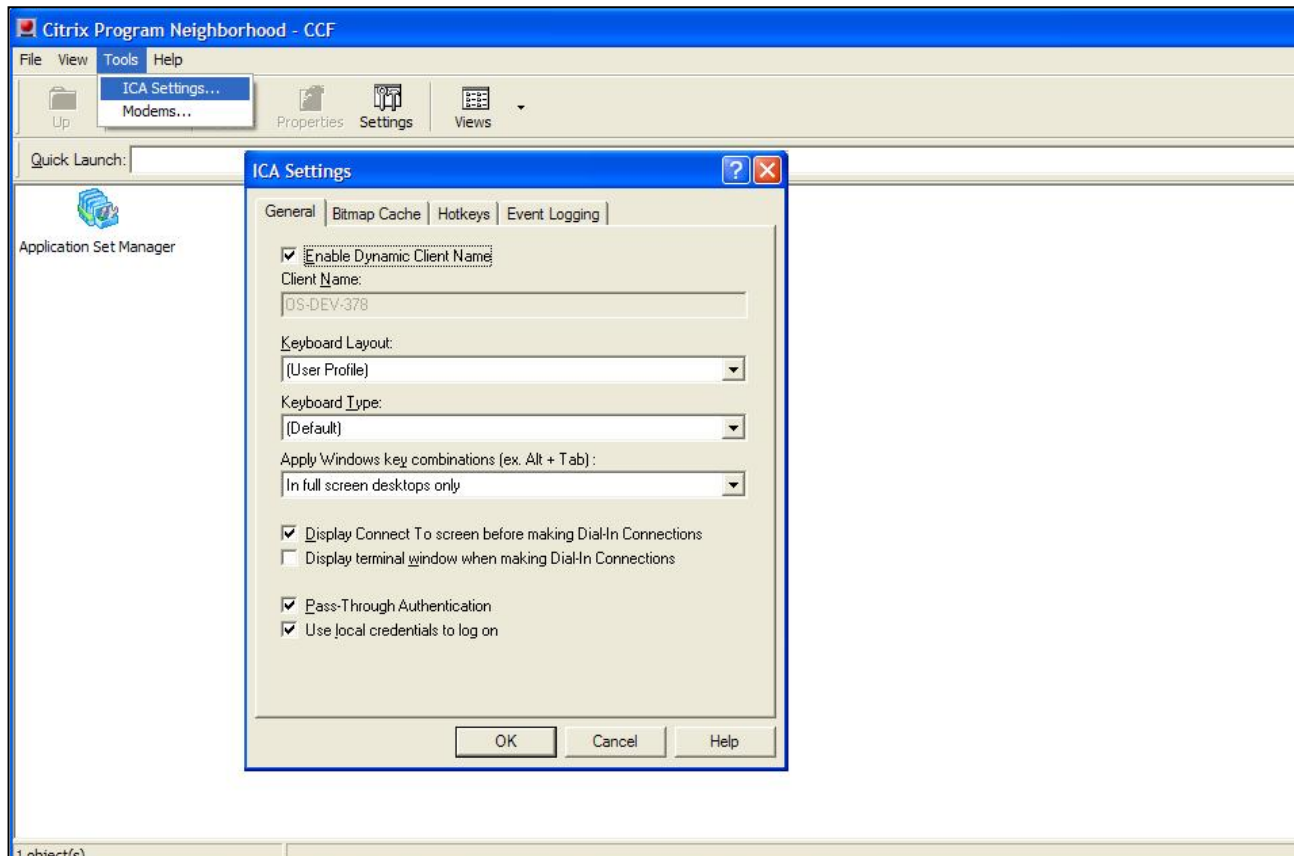 Citrix Program Neighborhood - CCF
File View Tools Help
ICA Settings...
Modems...
Up
Properties Settings Views
Quick Launch:
Application Set Manager
ICA Settings
General Bitmap Cache Hotkeys Event Logging
Enable Dynamic Client Name
Client Name:
OS-DEV-378
Keyboard Layout:
(User Profile)
Keyboard Type:
(Default)
Apply Windows key combinations (ex. Alt + Tab) :
In full screen desktops only
Display Connect To screen before making Dial-In Connections
Display terminal window when making Dial-In Connections
Pass-Through Authentication
Use local credentials to log on
OK Cancel Help
1 object(s)